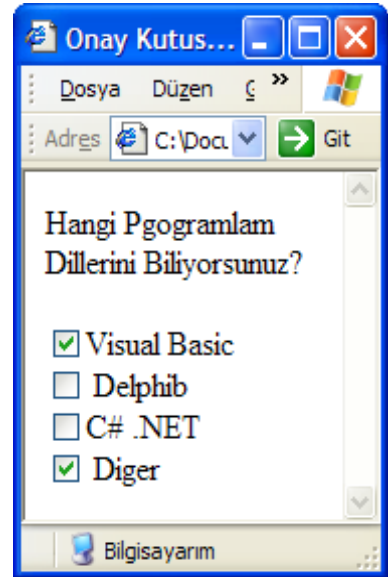 Onay Kutus...
Dosya Düzen G »
Adres C:\Docu Git
Hangi Pgogramlam
Dillerini Biliyorsunuz?
Visual Basic
Delphib
C# .NET
Diger
Bilgisayarım